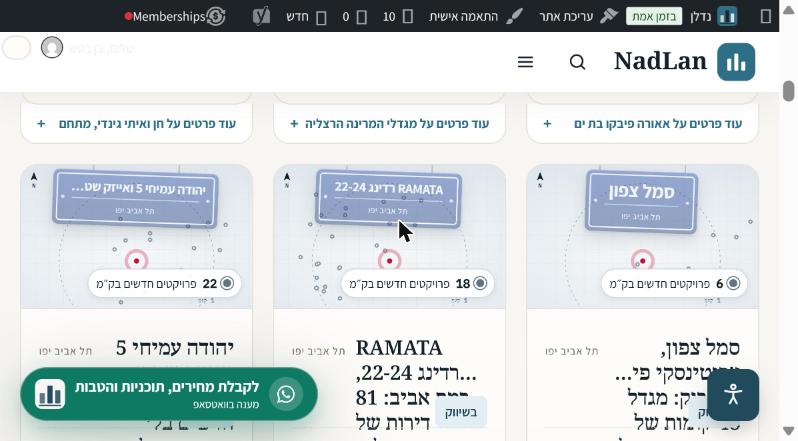 נדלן
בזמן אמת
עריכת אתר
התאמה אישית
10
0
חדש
Memberships
שלום, בן בטש
NadLan
עוד פרטים על אאורה פיבקו בת ים +
עוד פרטים על מגדלי המרינה הרצליה +
עוד פרטים על חן ואיתי גינדי, מתחם +
סמל צפון
תל אביב יפו
N
6 פרויקטים חדשים בק״מ
RAMATA רדינג 22-24
תל אביב יפו
N
18 פרויקטים חדשים בק״מ
יהודה עמיחי 5 ואייזק שט...
תל אביב יפו
N
22 פרויקטים חדשים בק״מ
סמל צפון,
תל אביב יפו
מגדל
RAMATA
רדינג 22-24,...
אביב: 81
דירות של
תל אביב יפו
בשיווק
יהודה עמיחי 5
תל אביב יפו
לקבלת מחירים, תוכניות והטבות
מענה בוואטסאפ